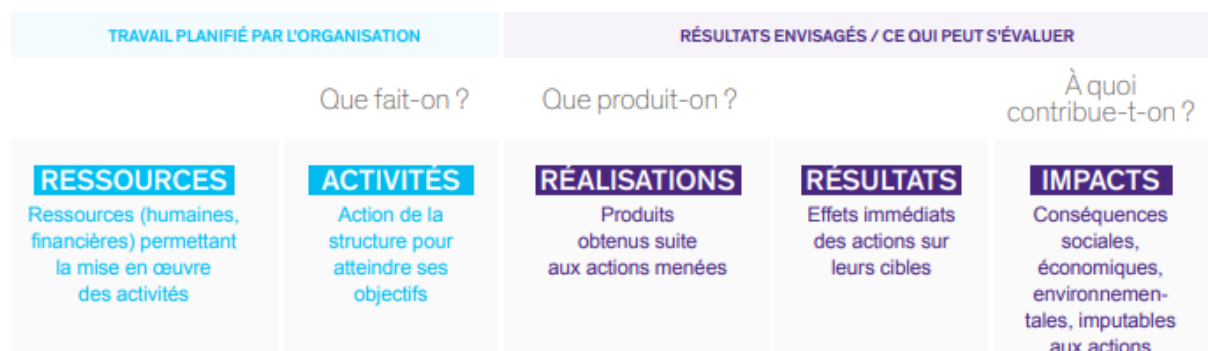 TRAVAIL PLANIFIÉ PAR L'ORGANISATION
RÉSULTATS ENVISAGÉS / CE QUI PEUT S'ÉVALUER
Que fait-on ?
Que produit-on ?
À quoi
contribue-t-on ?
RESSOURCES
Ressources (humaines,
financières) permettant
la mise en œuvre
des activités
ACTIVITÉS
Action de la
structure pour
atteindre ses
objectifs
RÉALISATIONS
Produits
obtenus suite
aux actions menées
RÉSULTATS
Effets immédiats
des actions sur
leurs cibles
IMPACTS
Conséquences
sociales,
économiques,
environnemen-
tales, imputables
aux actions